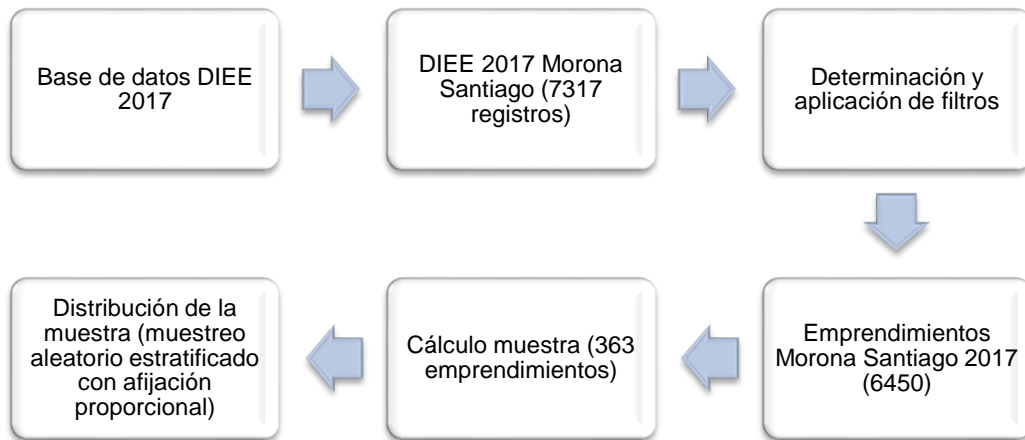 Base de datos DIEE
2017
DIEE 2017 Morona
Santiago (7317
registros)
Determinación y
aplicación de filtros
Emprendimientos
Morona Santiago 2017
(6450)
Cálculo muestra (363
emprendimientos)
Distribución de la
muestra (muestreo
aleatorio estratificado
con afijación
proporcional)